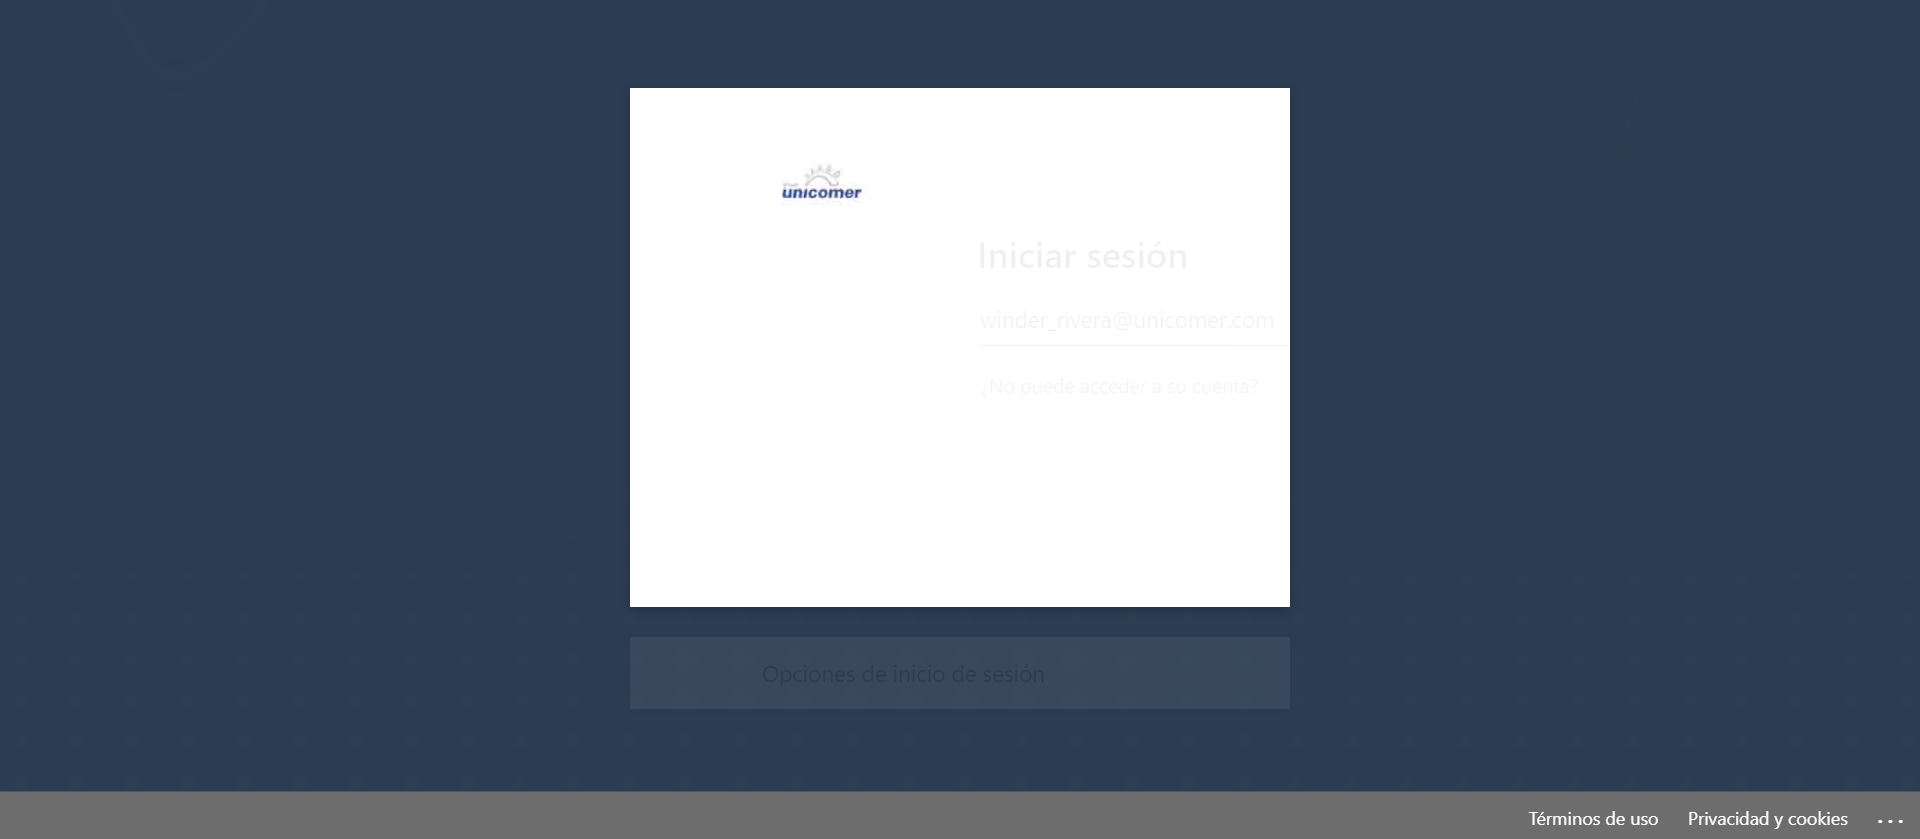 unicomer
Iniciar sesión
winder_rivera@unicomer.com
¿No puede acceder a su cuenta?
Opciones de inicio de sesión
Términos de uso Privacidad y cookies ...